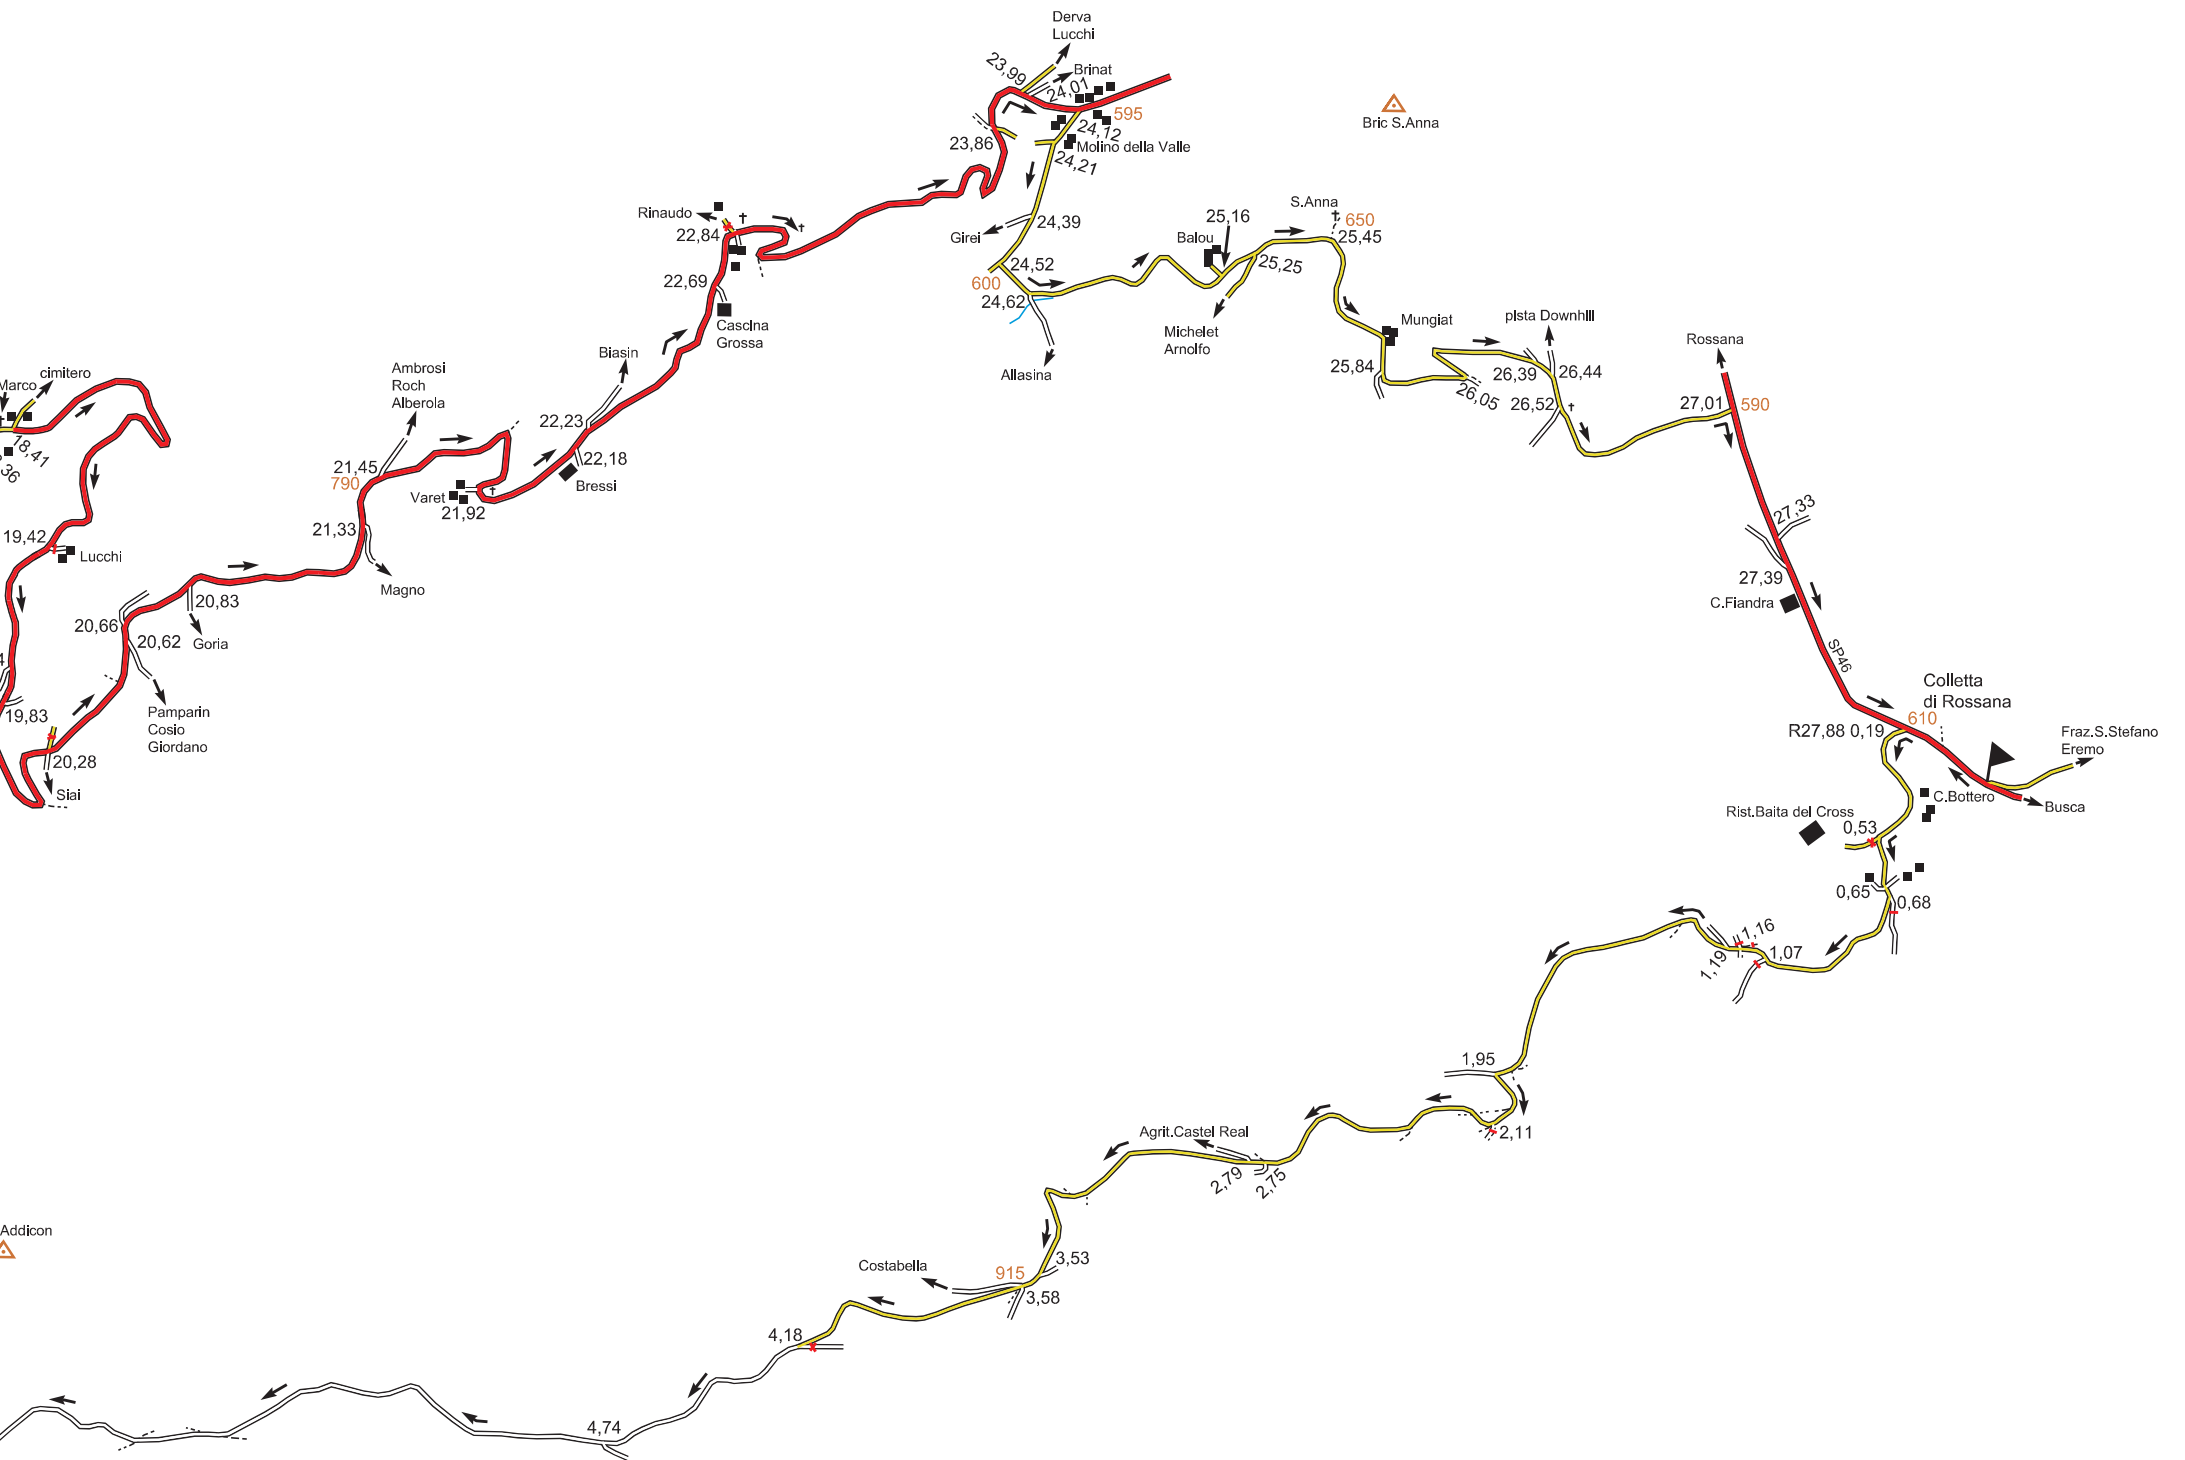 Derva
Lucchi
23,99
Brinat
24,01
595
24,12
Molino della Valle
24,21
23,86
Bric S.Anna
Rinaudo
22,84
24,39
Girei
24,52
600
24,62
25,16
Balou
25,25
S.Anna
650
25,45
22,69
Cascina
Grossa
Michelet
Arnolfo
Mungiat
pista Downhill
Rossana
Allasina
25,84
26,05
26,39
26,44
26,52
27,01
590
Biasin
Ambrosi
Roch
Alberola
Marco
cimitero
18,41
,36
22,23
22,18
Bressi
21,45
790
Varet
21,92
21,33
Magno
19,42
Lucchi
27,33
27,39
C.Fiandra
SP46
20,83
Goria
20,66
20,62
4
Pamparin
Cosio
Giordano
19,83
20,28
Siai
Colletta
di Rossana
610
R27,88 0,19
Fraz.S.Stefano
Eremo
C.Bottero
Busca
Rist.Baita del Cross
0,53
0,65
0,68
1,16
1,19
1,07
1,95
2,11
Agrit.Castel Real
2,79
2,75
Addicon
3,53
Costabella
915
3,58
4,18
4,74